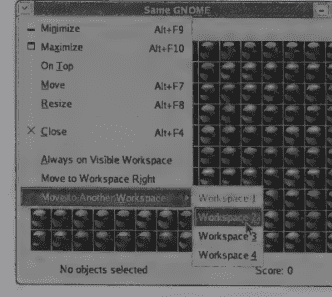 Same GNOME
Minimize Alt+F9
Maximize Alt+F10
On Top
Move Alt+F7
Resize Alt+F8
Close Alt+F4
Always on Visible Workspace
Move to Workspace Right
Move to Another Workspace
Workspace 1
Workspace 2
Workspace 3
Workspace 4
No objects selected Score: 0